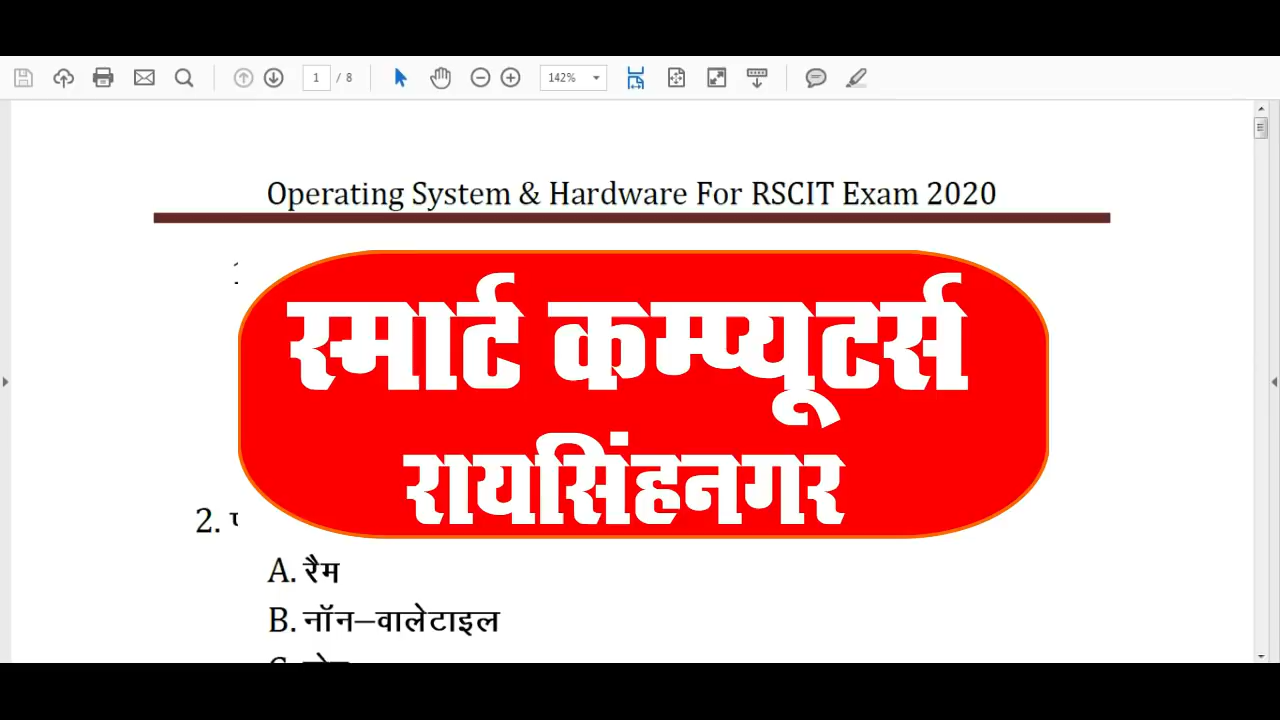 1 / 8
142%
Operating System & Hardware For RSCIT Exam 2020
स्मार्ट कम्प्यूटर्स
रायसिंहनगर
2.
A. रैम
B. नॉन–वालेटाइल